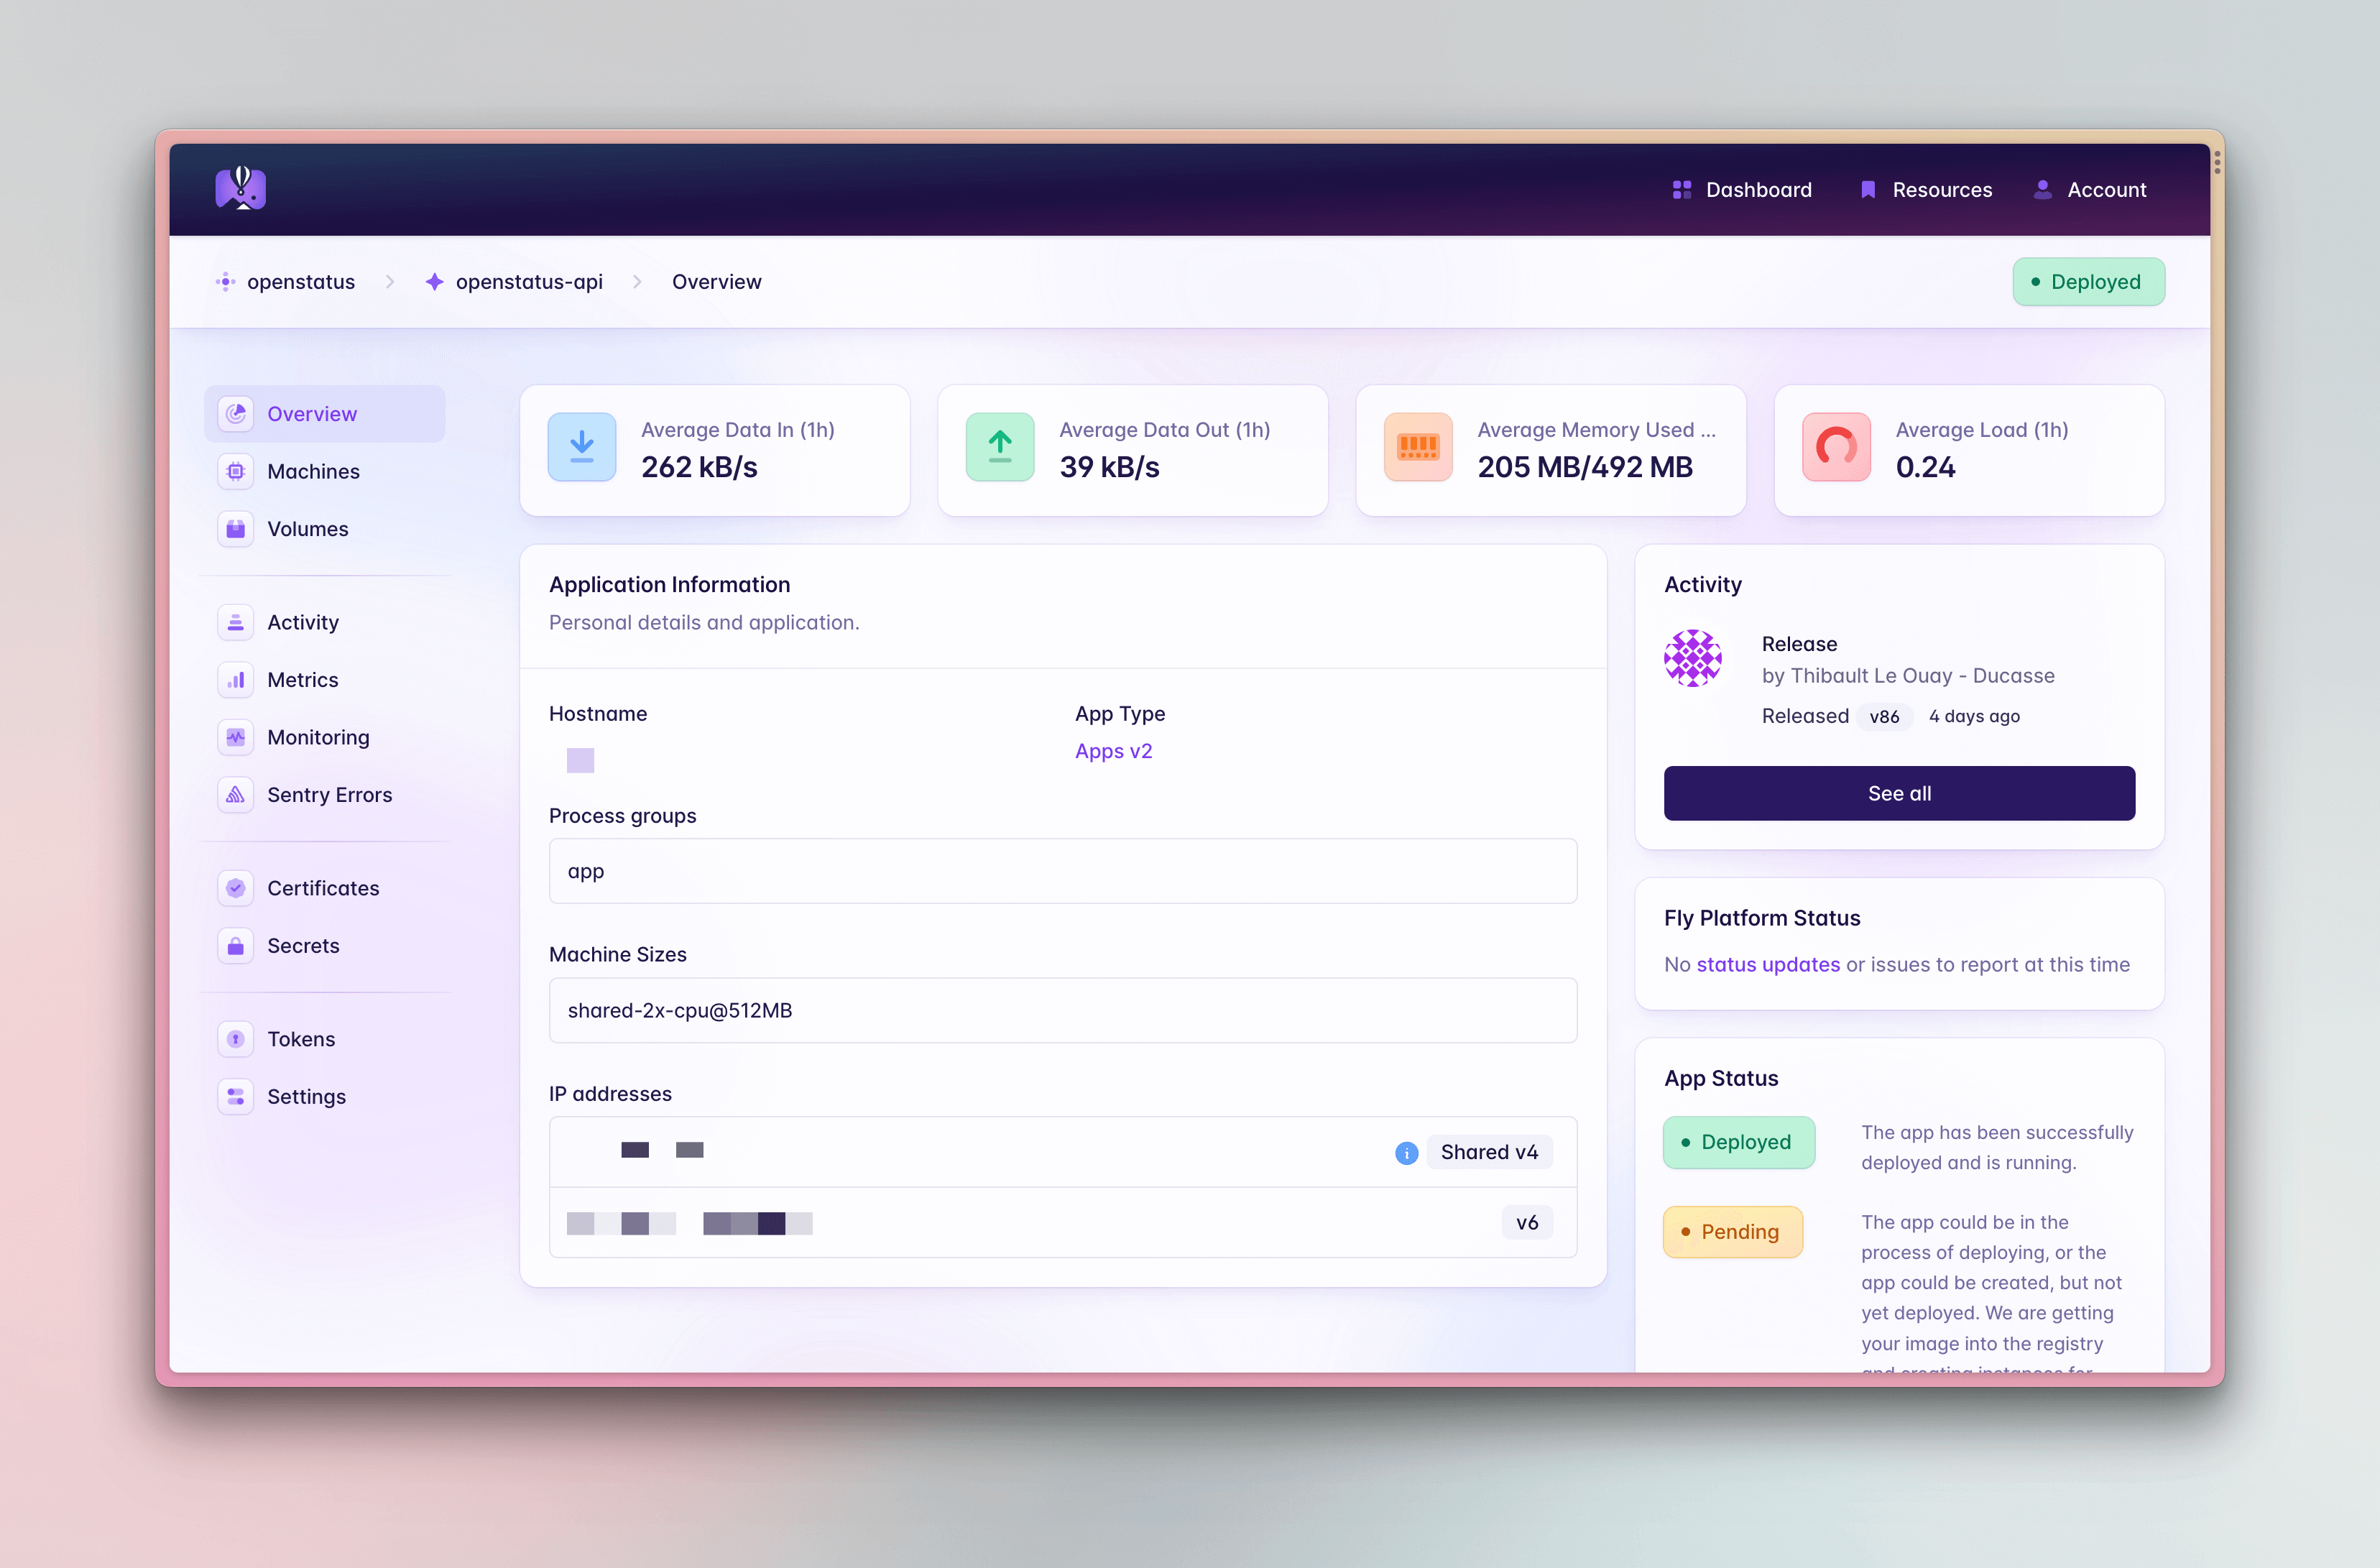 Dashboard
Resources
Account
openstatus
openstatus-api
Overview
Deployed
Overview
Machines
Volumes
Activity
Metrics
Monitoring
Sentry Errors
Certificates
Secrets
Tokens
Settings
Average Data In (1h)
262 kB/s
Average Data Out (1h)
39 kB/s
Average Memory Used ...
205 MB/492 MB
Average Load (1h)
0.24
Application Information
Personal details and application.
Hostname
App Type
Apps v2
Process groups
app
Machine Sizes
shared-2x-cpu@512MB
IP addresses
Shared v4
v6
Activity
Release
by Thibault Le Ouay - Ducasse
Released v86 4 days ago
See all
Fly Platform Status
No status updates or issues to report at this time
App Status
Deployed
The app has been successfully
deployed and is running.
Pending
The app could be in the
process of deploying, or the
app could be created, but not
yet deployed. We are getting
your image into the registry
and creating instances for